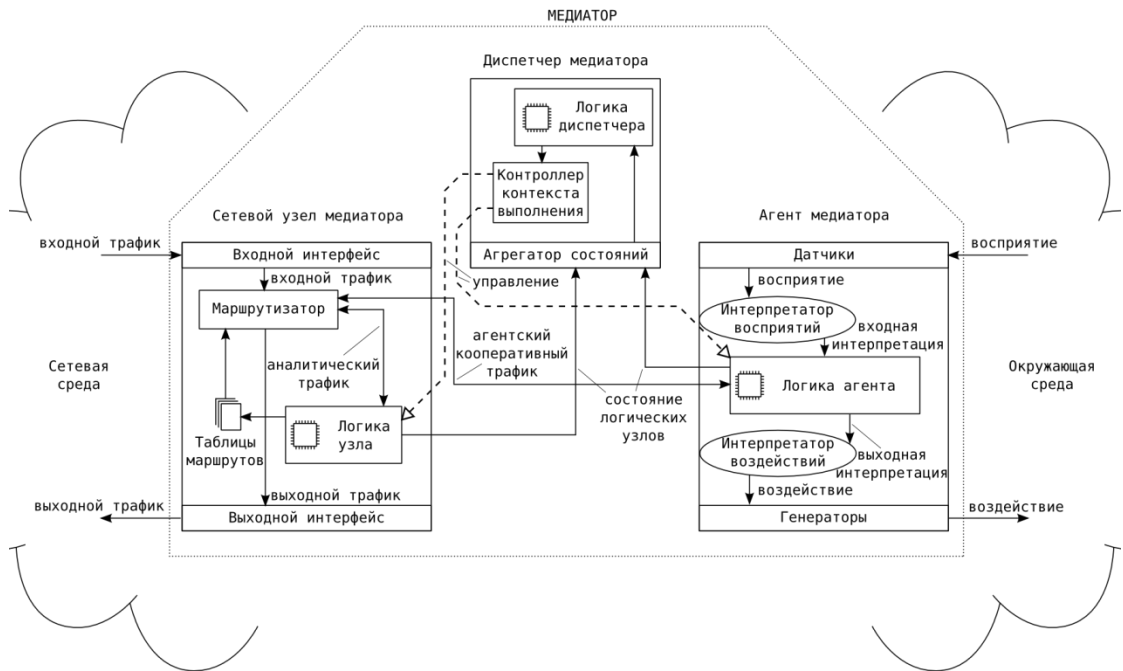 МЕДИАТОР
Диспетчер медиатора
Логика
диспетчера
Контроллер
контекста
выполнения
Агрегатор состояний
Сетевой узел медиатора
входной трафик
Входной интерфейс
входной трафик
Маршрутизатор
аналитический
трафик
Сетевая
среда
Логика
узла
Таблицы
маршрутов
выходной трафик
выходной трафик
Выходной интерфейс
управление
агентский
кооперативный
трафик
состояние
логических
узлов
Агент медиатора
восприятие
Датчики
восприятие
Интерпретатор
восприятий
входная
интерпретация
Логика агента
Окружающая
среда
Интерпретатор
воздействий
выходная
интерпретация
воздействие
воздействие
Генераторы